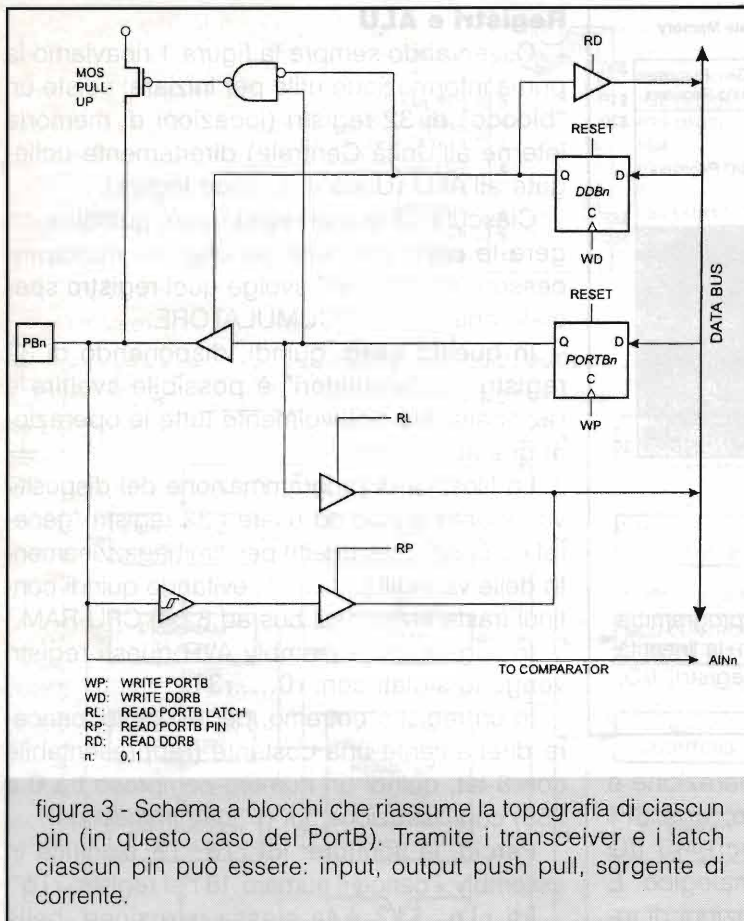 RD
MOS
PULL-
UP
RESET
Q
D
DDBn
C
WD
RESET
DATA BUS
PBn
Q
D
PORTBn
C
WP
RL
RP
TO COMPARATOR
AINn
WP: WRITE PORTB
WD: WRITE DDRB
RL: READ PORTB LATCH
RP: READ PORTB PIN
RD: READ DDRB
n: 0, 1
figura 3 - Schema a blocchi che riassume la topografia di ciascun
pin (in questo caso del PortB). Tramite i transceiver e i latch
ciascun pin può essere: input, output push pull, sorgente di
corrente.